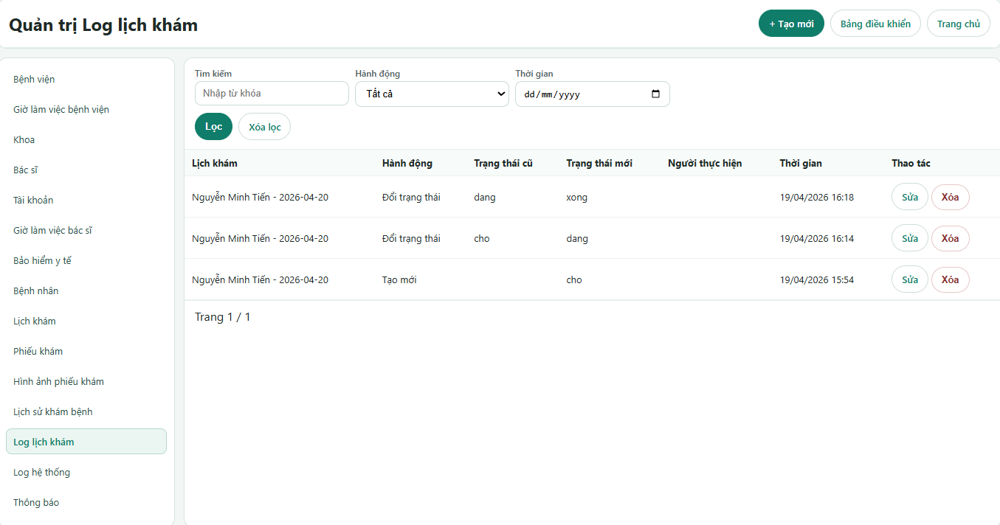 Quản trị Log lịch khám
+ Tạo mới
Bảng điều khiển
Trang chủ
Bệnh viện
Giờ làm việc bệnh viện
Khoa
Bác sĩ
Tài khoản
Giờ làm việc bác sĩ
Bảo hiểm y tế
Bệnh nhân
Lịch khám
Phiếu khám
Hình ảnh phiếu khám
Lịch sử khám bệnh
Log lịch khám
Log hệ thống
Thông báo
Tìm kiếm Hành động Thời gian
Nhập từ khóa Tất cả dd/mm/yyyy
Lọc Xóa lọc
Lịch khám Hành động Trạng thái cũ Trạng thái mới Người thực hiện Thời gian Thao tác
Nguyễn Minh Tiến - 2026-04-20 Đổi trạng thái dang xong 19/04/2026 16:18 Sửa Xóa
Nguyễn Minh Tiến - 2026-04-20 Đổi trạng thái cho dang 19/04/2026 16:14 Sửa Xóa
Nguyễn Minh Tiến - 2026-04-20 Tạo mới cho 19/04/2026 15:54 Sửa Xóa
Trang 1 / 1